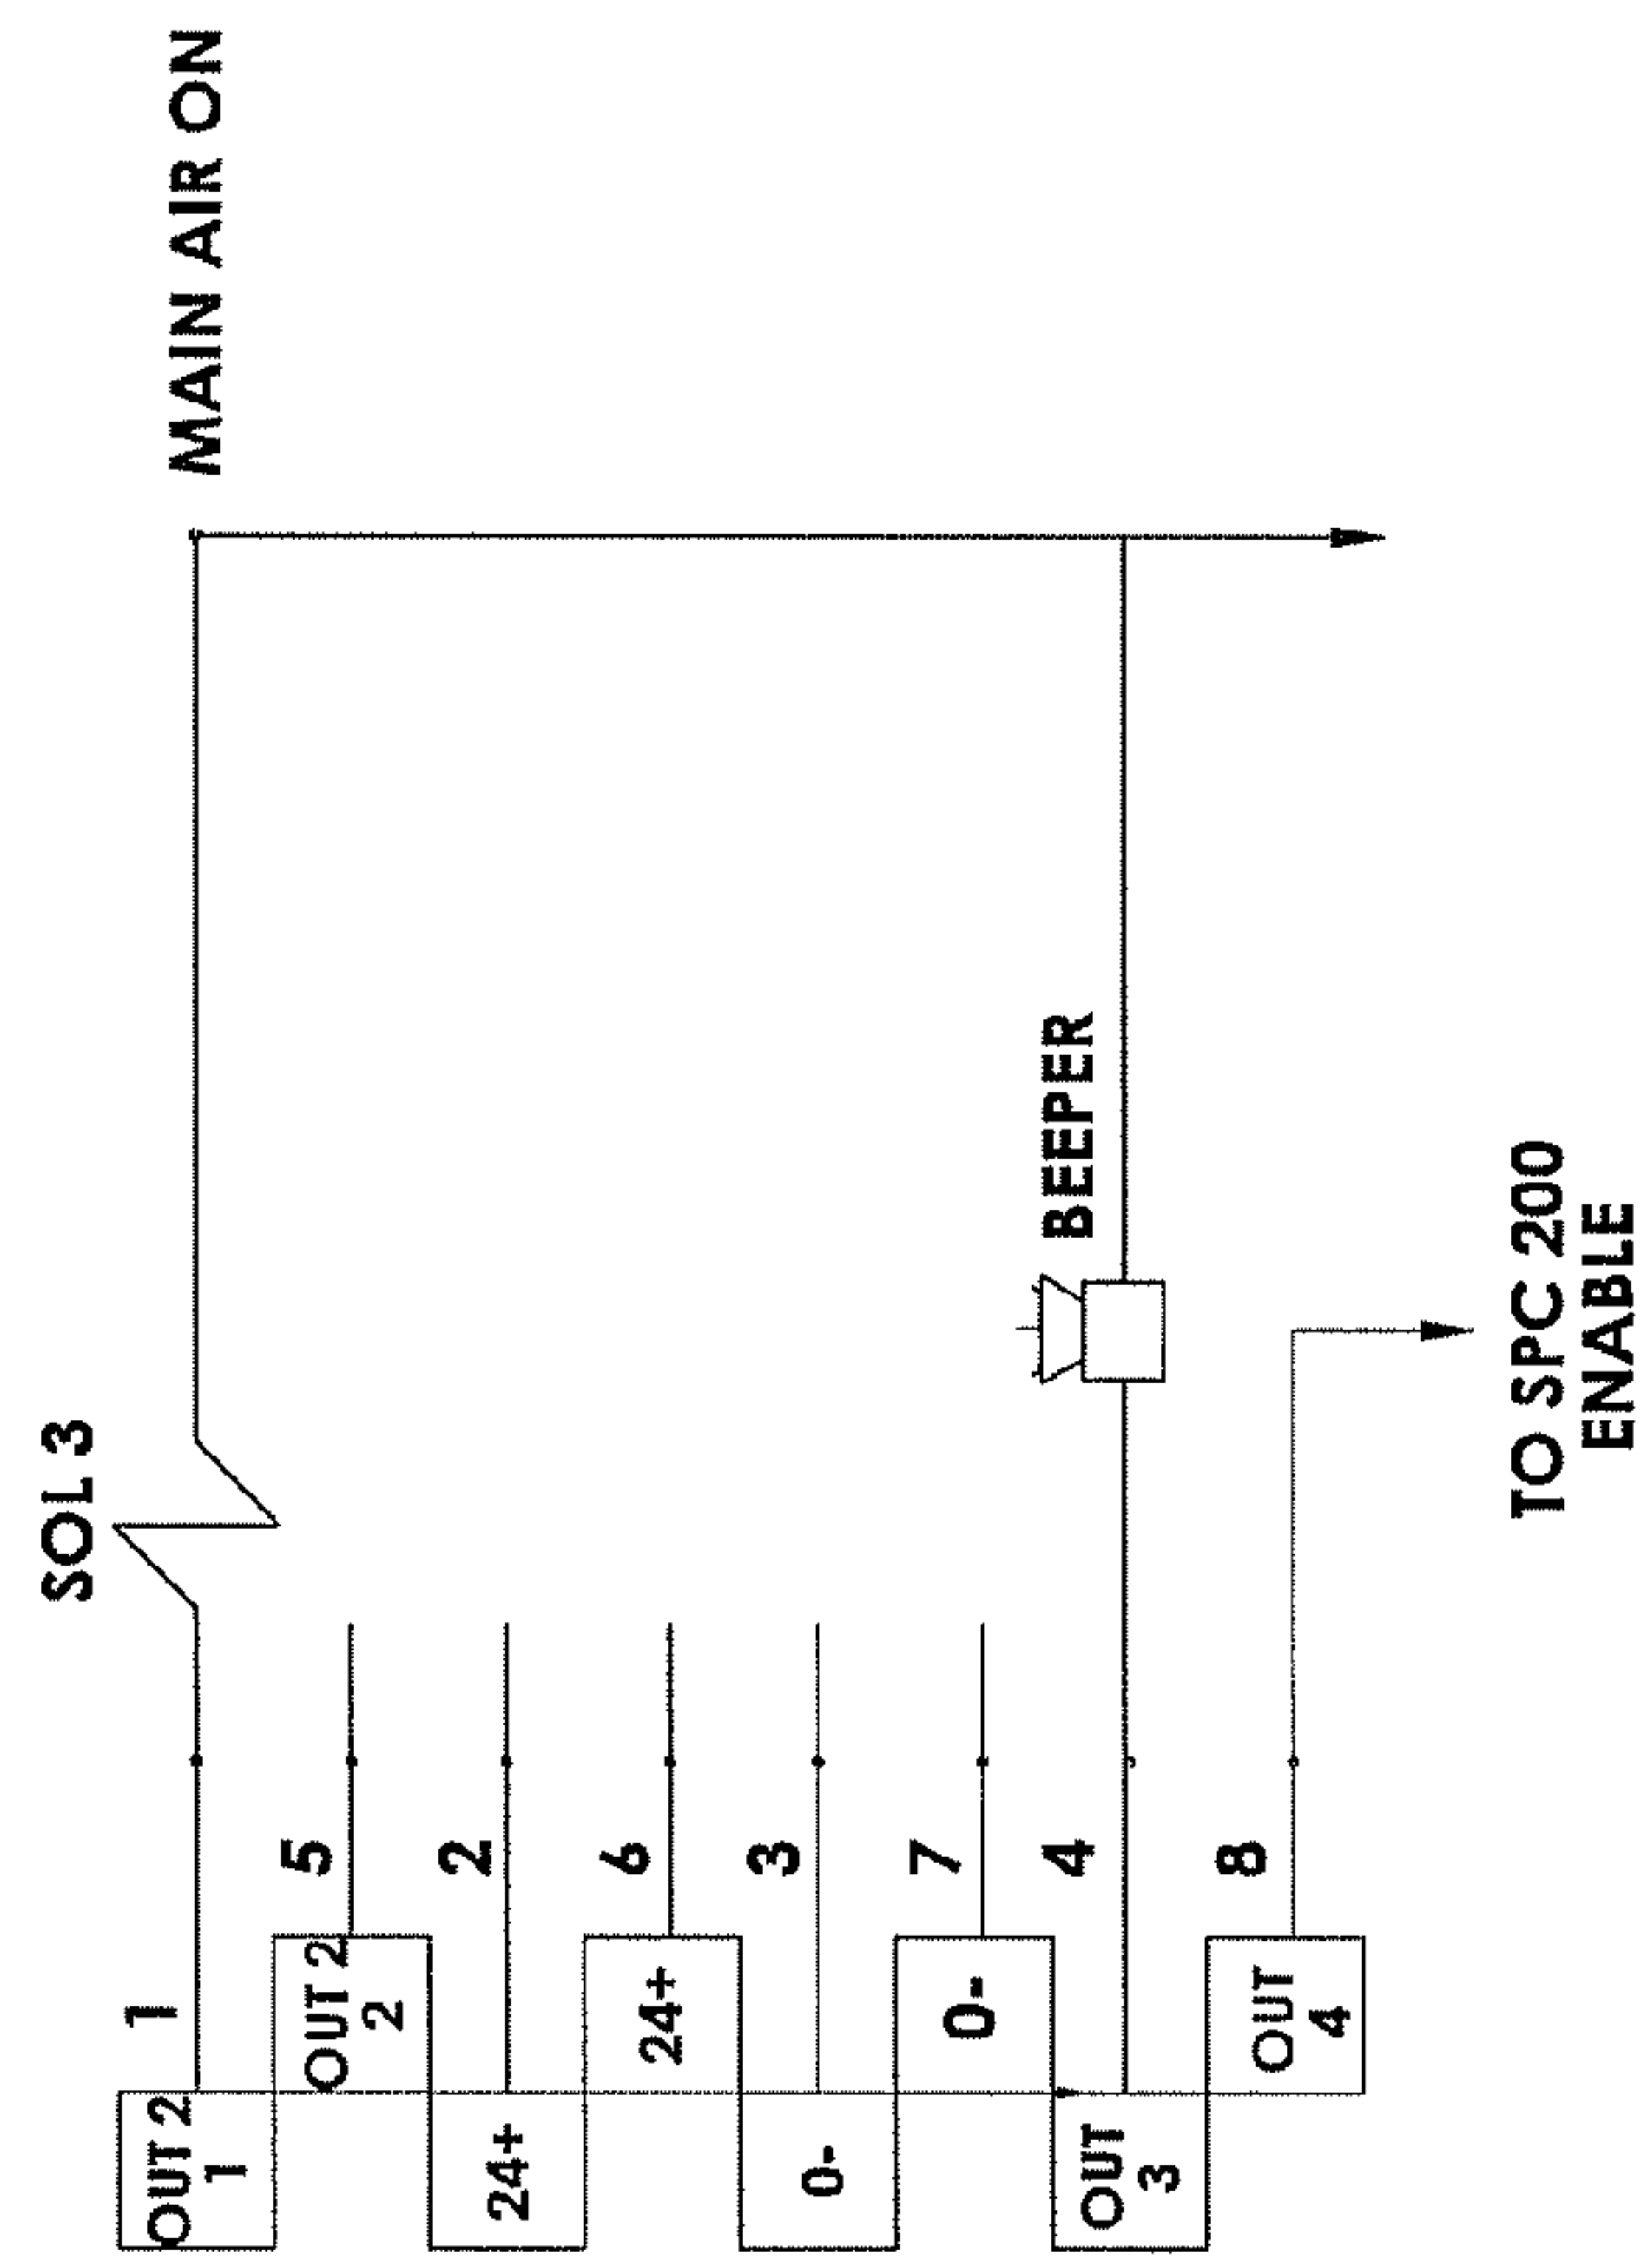 SOL 3
MAIN AIR ON
OUT 2
1
1
OUT 2
2
5
24+
2
24+
6
0-
3
0-
7
OUT
3
4
BEEPER
OUT
4
8
TO SPC 200
ENABLE